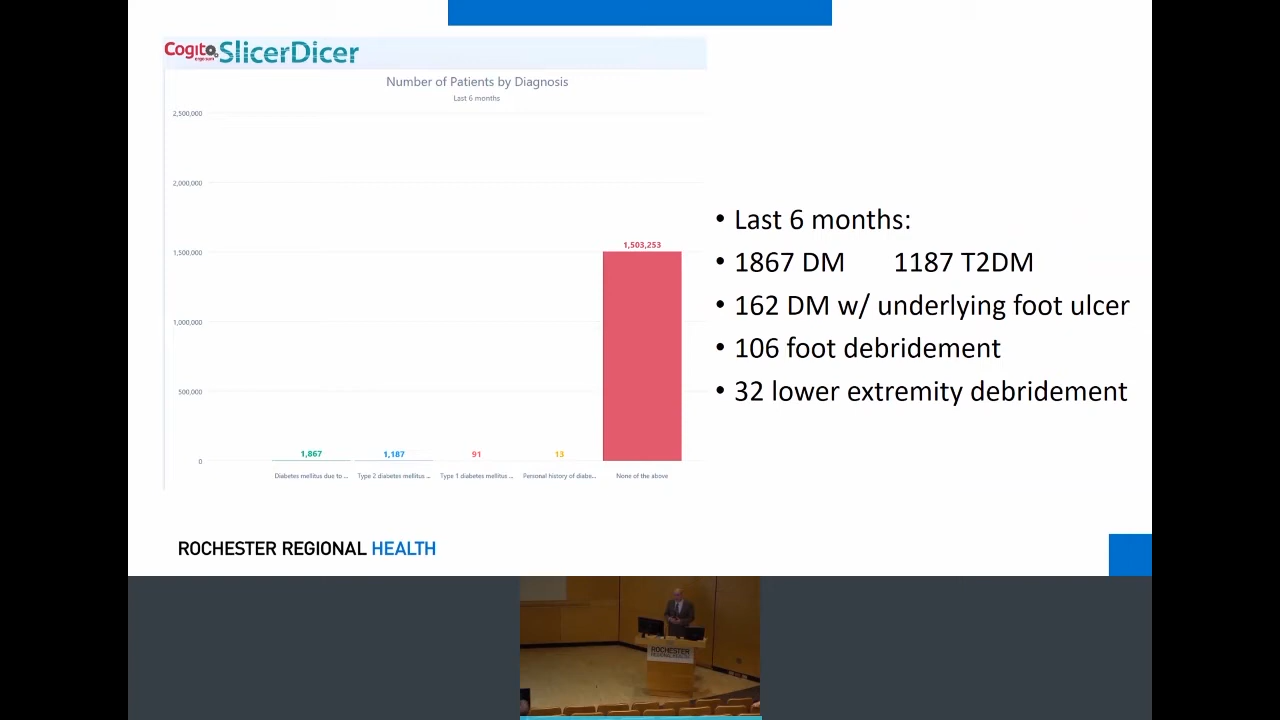 Cogito SlicerDicer
Number of Patients by Diagnosis
Last 6 months
2,500,000
2,000,000
1,500,000
1,000,000
500,000
0
1,867
1,187
91
13
1,503,253
Diabetes mellitus due to ...
Type 2 diabetes mellitus ...
Type 1 diabetes mellitus ...
Personal history of diabe...
None of the above
• Last 6 months:
• 1867 DM 1187 T2DM
• 162 DM w/ underlying foot ulcer
• 106 foot debridement
• 32 lower extremity debridement
ROCHESTER REGIONAL HEALTH
ROCHESTER
REGIONAL HEALTH